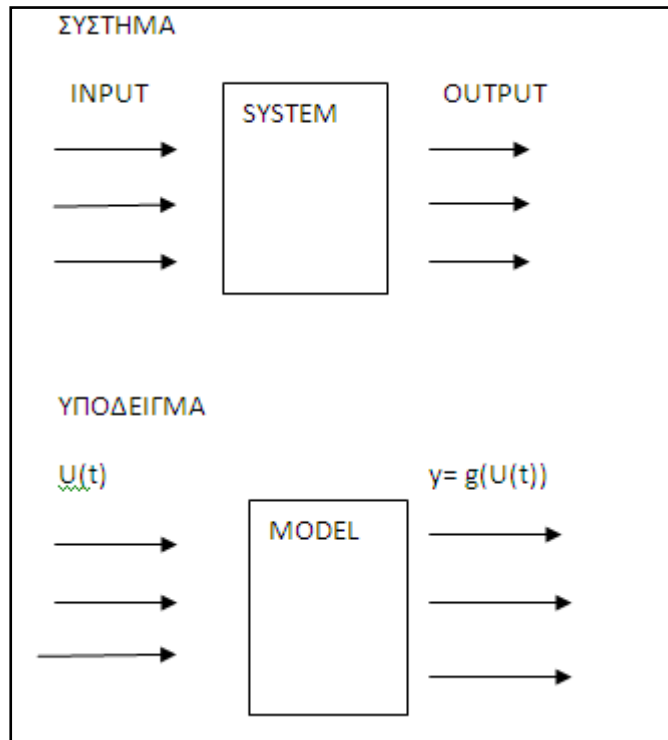 ΣΥΣΤΗΜΑ
INPUT
SYSTEM
OUTPUT
ΥΠΟΔΕΙΓΜΑ
U(t)
y= g(U(t))
MODEL